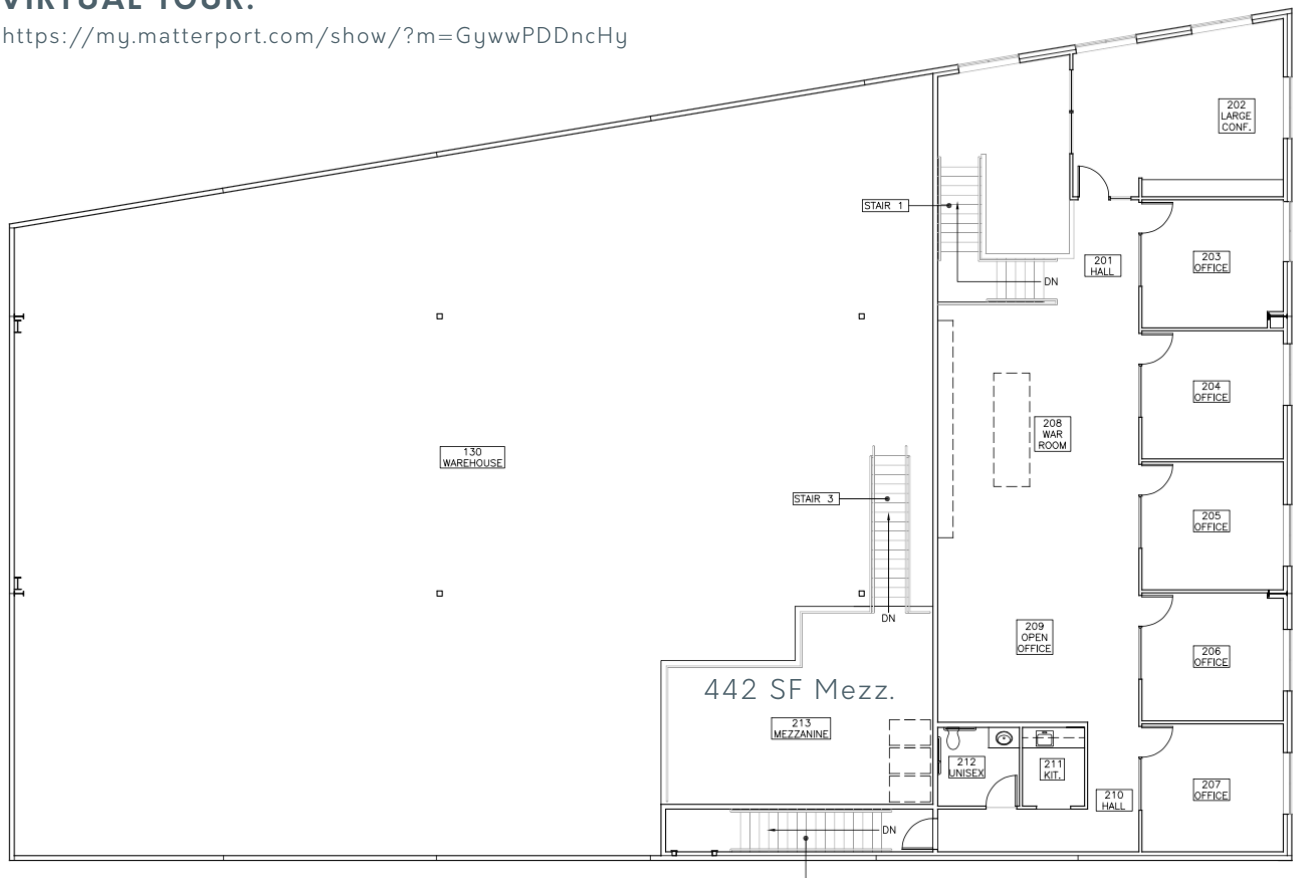 VIRTUAL TOUR:
https://my.matterport.com/show/?m=GywwPDDncHy
202
LARGE
CONF.
STAIR 1
201
HALL
203
OFFICE
DN
204
OFFICE
208
WAR
ROOM
130
WAREHOUSE
STAIR 3
205
OFFICE
DN
209
OPEN
OFFICE
206
OFFICE
442 SF Mezz.
213
MEZZANINE
212
UNISEX
211
KIT.
207
OFFICE
210
HALL
DN